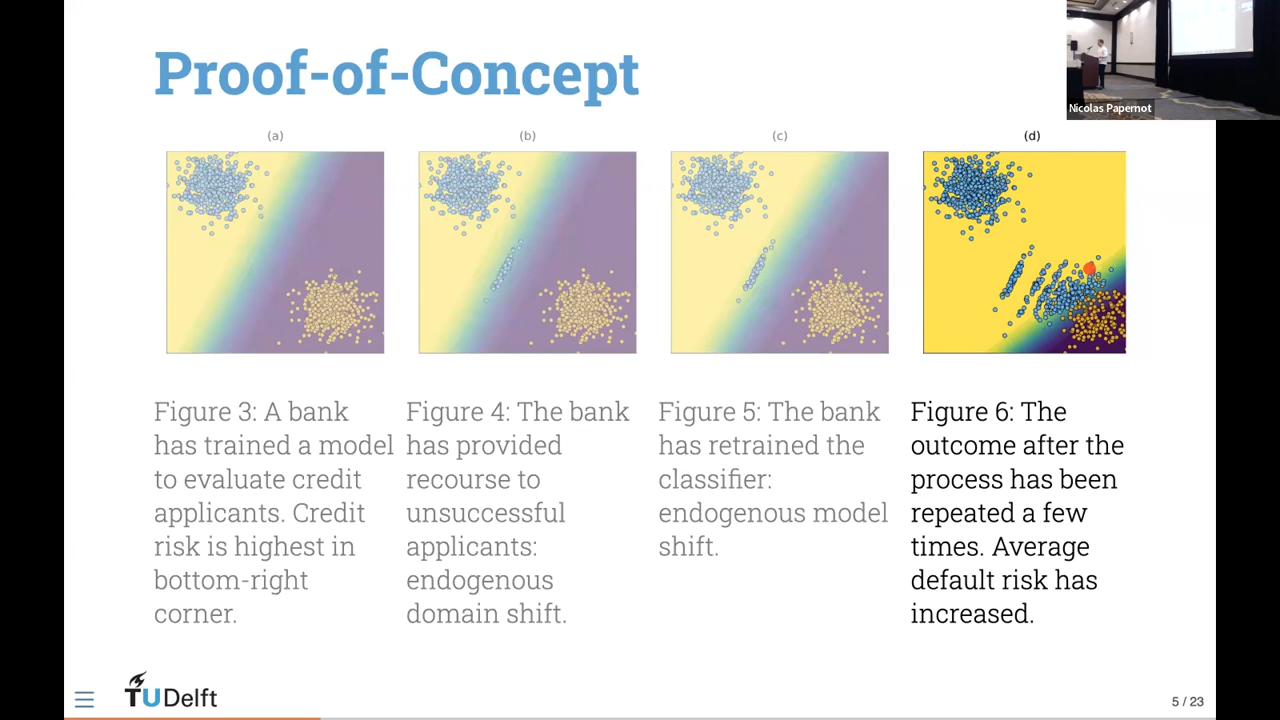 Proof-of-Concept
Nicolas Papernot
(a)
(b)
(c)
(d)
Figure 3: A bank
has trained a model
to evaluate credit
applicants. Credit
risk is highest in
bottom-right
corner.
Figure 4: The bank
has provided
recourse to
unsuccessful
applicants:
endogenous
domain shift.
Figure 5: The bank
has retrained the
classifier:
endogenous model
shift.
Figure 6: The
outcome after the
process has been
repeated a few
times. Average
default risk has
increased.
TUDelft
5 / 23